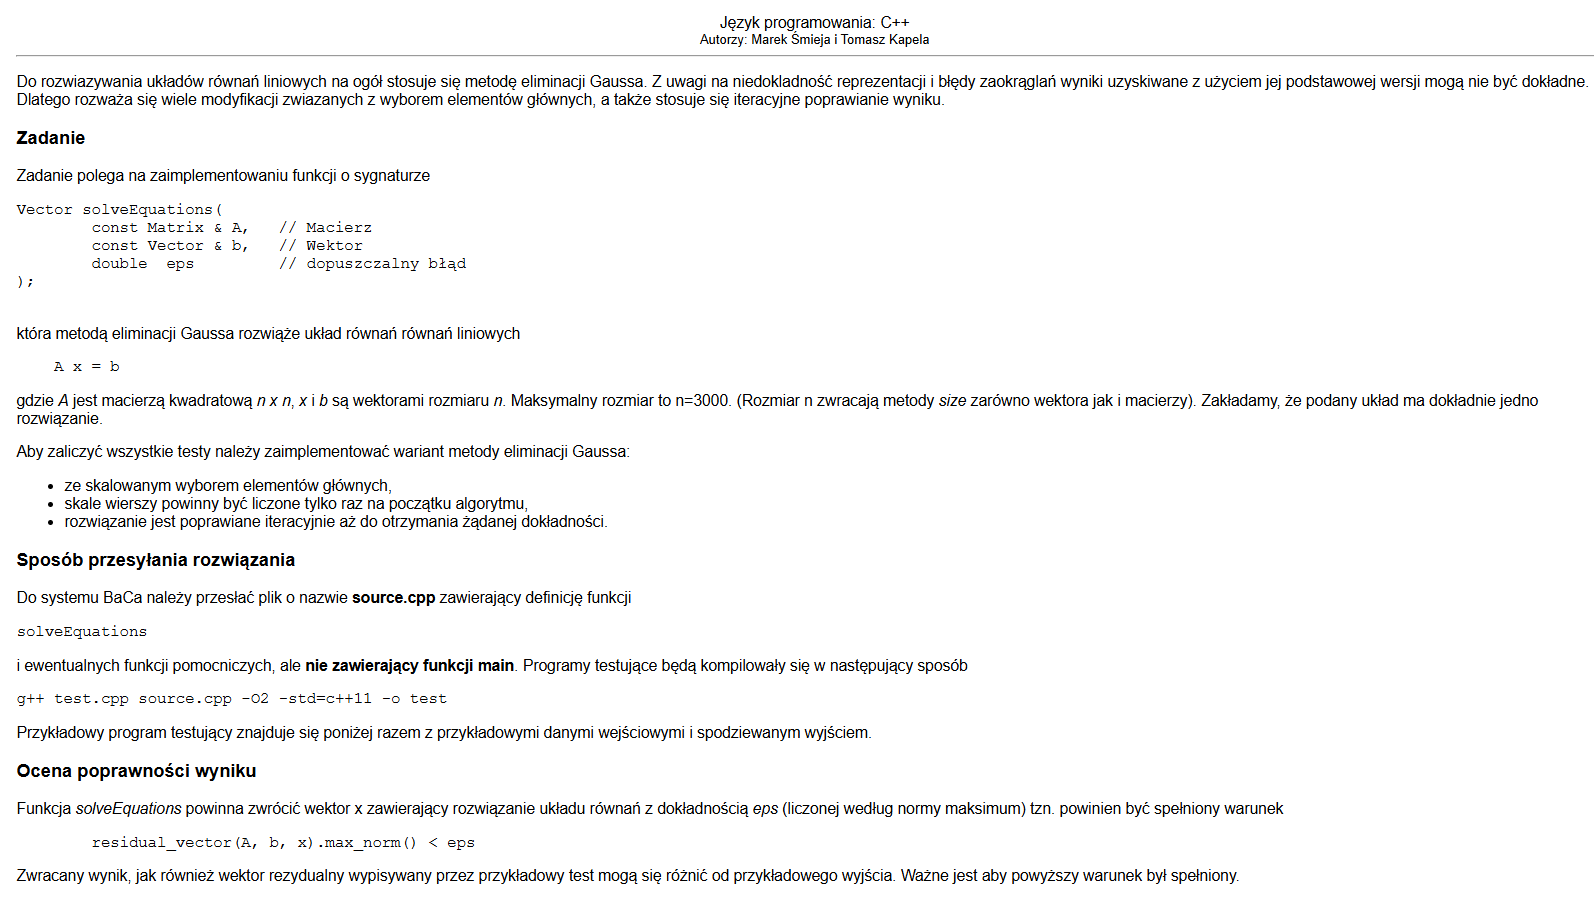 Język programowania: C++
Autorzy: Marek Śmieja i Tomasz Kapela
Do rozwiazywania układów równań liniowych na ogół stosuje się metodę eliminacji Gaussa. Z uwagi na niedokladność reprezentacji i błędy zaokrąglań wyniki uzyskiwane z użyciem jej podstawowej wersji mogą nie być dokładne.
Dlatego rozważa się wiele modyfikacji zwiazanych z wyborem elementów głównych, a także stosuje się iteracyjne poprawianie wyniku.
Zadanie
Zadanie polega na zaimplementowaniu funkcji o sygnaturze
Vector solveEquations(
        const Matrix & A,   // Macierz
        const Vector & b,   // Wektor
        double  eps         // dopuszczalny błąd
);
która metodą eliminacji Gaussa rozwiąże układ równań równań liniowych
    A x = b
gdzie A jest macierzą kwadratową n x n, x i b są wektorami rozmiaru n. Maksymalny rozmiar to n=3000. (Rozmiar n zwracają metody size zarówno wektora jak i macierzy). Zakładamy, że podany układ ma dokładnie jedno
rozwiązanie.
Aby zaliczyć wszystkie testy należy zaimplementować wariant metody eliminacji Gaussa:
• ze skalowanym wyborem elementów głównych,
• skale wierszy powinny być liczone tylko raz na początku algorytmu,
• rozwiązanie jest poprawiane iteracyjnie aż do otrzymania żądanej dokładności.
Sposób przesyłania rozwiązania
Do systemu BaCa należy przesłać plik o nazwie source.cpp zawierający definicję funkcji
solveEquations
i ewentualnych funkcji pomocniczych, ale nie zawierający funkcji main. Programy testujące będą kompilowały się w następujący sposób
g++ test.cpp source.cpp -O2 -std=c++11 -o test
Przykładowy program testujący znajduje się poniżej razem z przykładowymi danymi wejściowymi i spodziewanym wyjściem.
Ocena poprawności wyniku
Funkcja solveEquations powinna zwrócić wektor x zawierający rozwiązanie układu równań z dokładnością eps (liczonej według normy maksimum) tzn. powinien być spełniony warunek
        residual_vector(A, b, x).max_norm() < eps
Zwracany wynik, jak również wektor rezydualny wypisywany przez przykładowy test mogą się różnić od przykładowego wyjścia. Ważne jest aby powyższy warunek był spełniony.